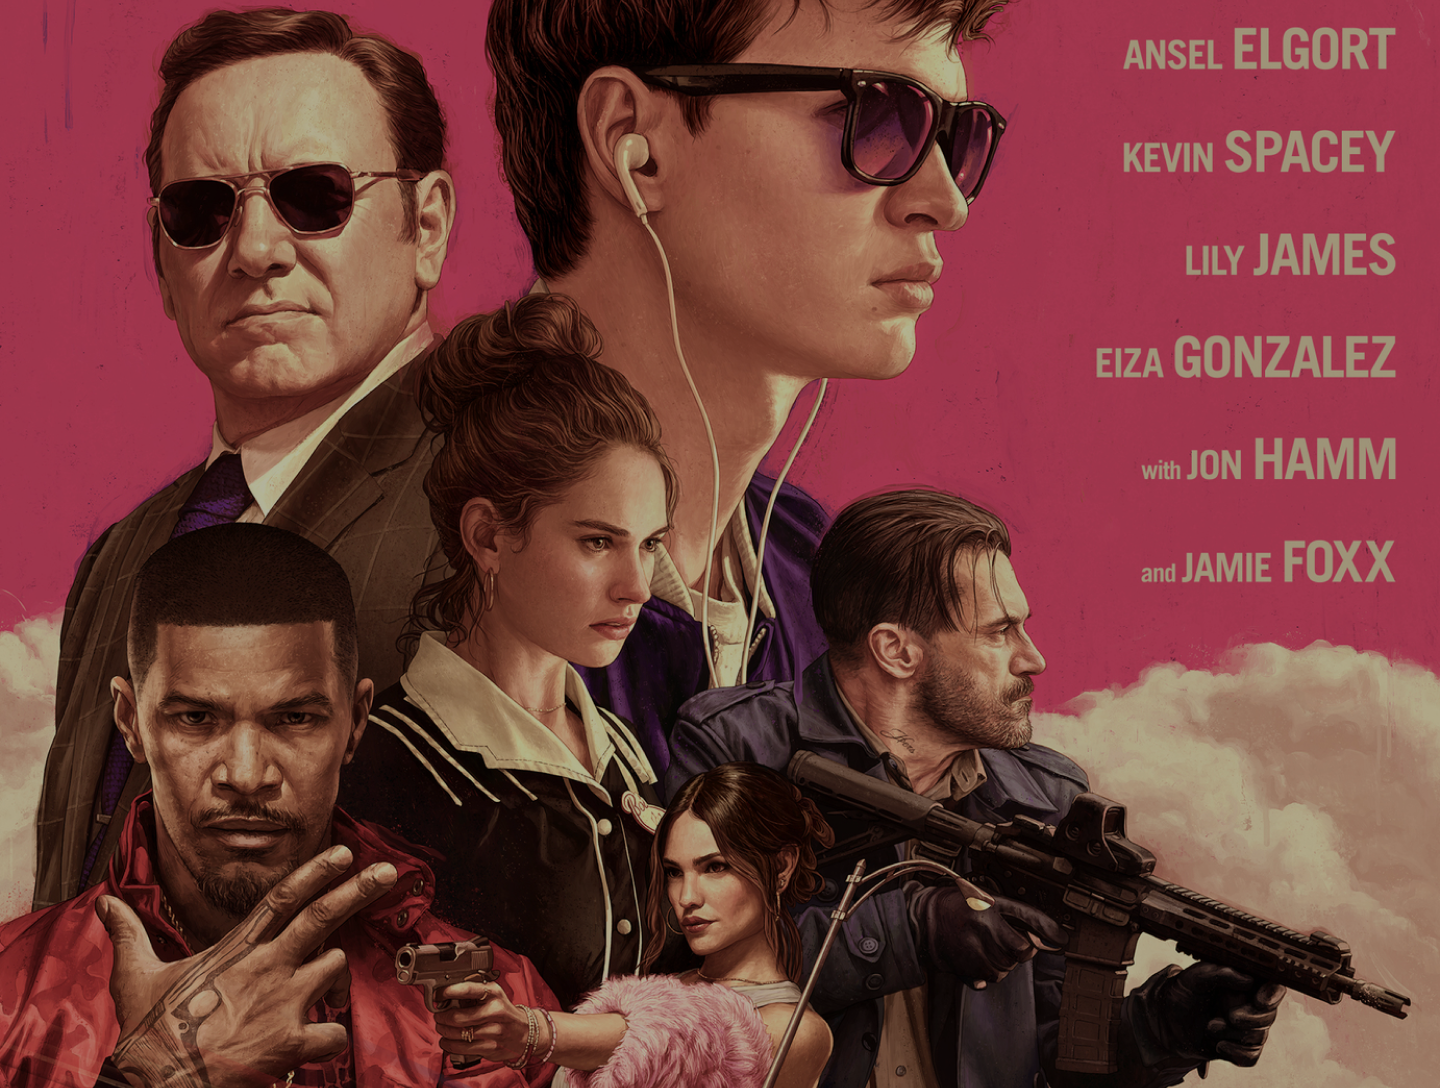 ANSEL ELGORT
KEVIN SPACEY
LILY JAMES
EIZA GONZALEZ
with JON HAMM
and JAMIE FOXX